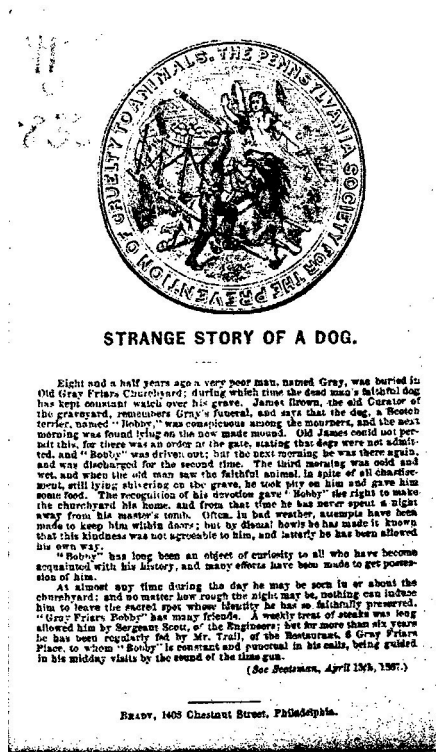 THE PENNSYLVANIA SOCIETY FOR THE PREVENTION OF CRUELTY TO ANIMALS.
STRANGE STORY OF A DOG.
Eight and a half years ago a very poor man, named Gray, was buried in
Old Gray Friars Churchyard; during which time the dead man's faithful dog
has kept constant watch over his grave. James Brown, the old Curator of
the graveyard, remembers Gray's funeral, and says that the dog, a Scotch
terrier, named "Bobby," was conspicuous among the mourners, and the next
morning was found lying on the new made mound. Old James could not per-
mit this, for there was an order at the gate, stating that dogs were not admit-
ted, and "Bobby" was driven out; but the next morning he was there again,
and was discharged for the second time. The third morning was cold and
wet, and when the old man saw the faithful animal, in spite of all chastise-
ment, still lying shivering on the grave, he took pity on him and gave him
some food. The recognition of his devotion gave "Bobby" the right to make
the churchyard his home, and from that time he has never spent a night
away from his master's tomb. Often, in bad weather, attempts have been
made to keep him within doors; but by dismal howls he has made it known
that this kindness was not agreeable to him, and latterly he has been allowed
his own way.
"Bobby" has long been an object of curiosity to all who have become
acquainted with his history, and many efforts have been made to get posses-
sion of him.
At almost any time during the day he may be seen in or about the
churchyard; and no matter how rough the night may be, nothing can induce
him to leave the sacred spot whose identity he has so faithfully preserved.
"Gray Friars Bobby" has many friends. A weekly treat of steaks was long
allowed him by Sergeant Scott, of the Engineers; but for more than six years
he has been regularly fed by Mr. Trail, of the Restaurant, 6 Gray Friars
Place, to whom "Bobby" is constant and punctual in his calls, being guided
in his midday visits by the sound of the time gun.
(See Scotsman, April 13th, 1867.)
BRADY, 1403 Chestnut Street, Philadelphia.